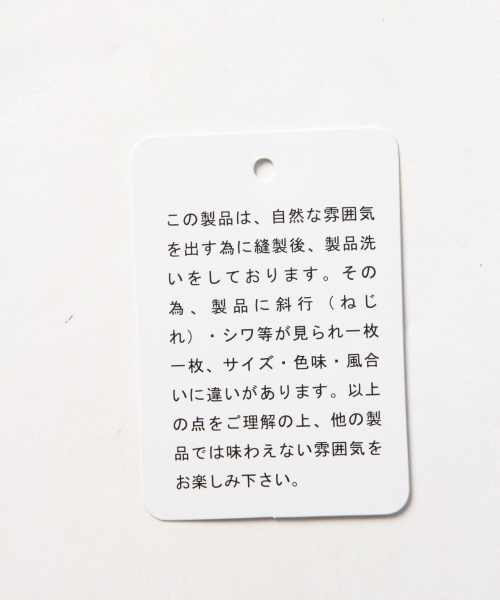 この製品は、自然な雰囲気
を出す為に縫製後、製品洗
いをしております。その
為、製品に斜行（ねじ
れ）・シワ等が見られ一枚
一枚、サイズ・色味・風合
いに違いがあります。以上
の点をご理解の上、他の製
品では味わえない雰囲気を
お楽しみ下さい。